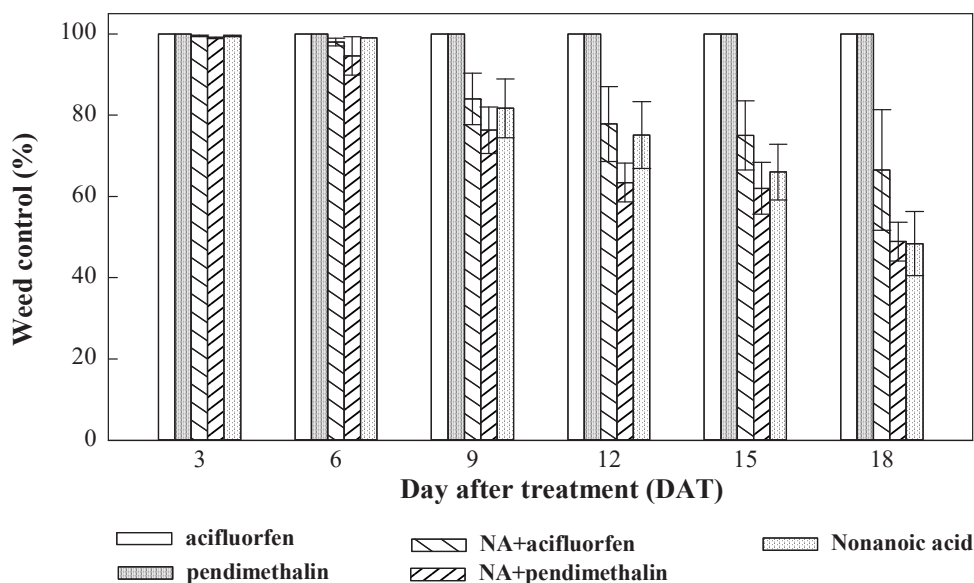 Weed control (%)
100
80
60
40
20
0
3 6 9 12 15 18
Day after treatment (DAT)
acifluorfen NA+acifluorfen Nonanoic acid
pendimethalin NA+pendimethalin